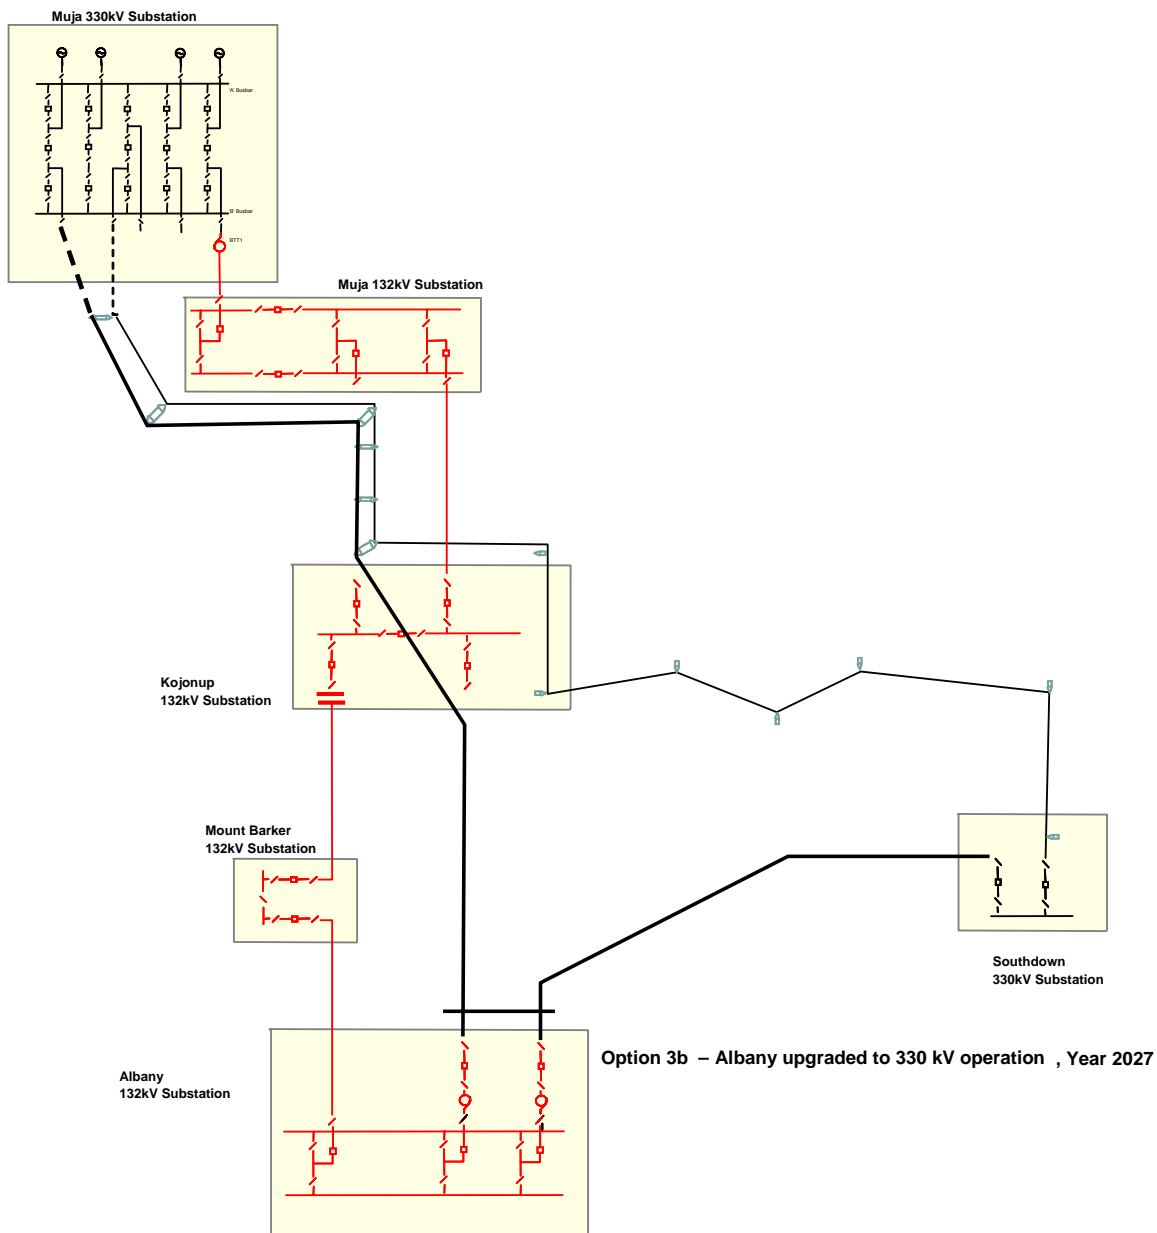 Muja 330kV Substation
'A' Busbar
'B' Busbar
BTT1
Muja 132kV Substation
Kojonup
132kV Substation
Mount Barker
132kV Substation
Southdown
330kV Substation
Option 3b – Albany upgraded to 330 kV operation , Year 2027
Albany
132kV Substation